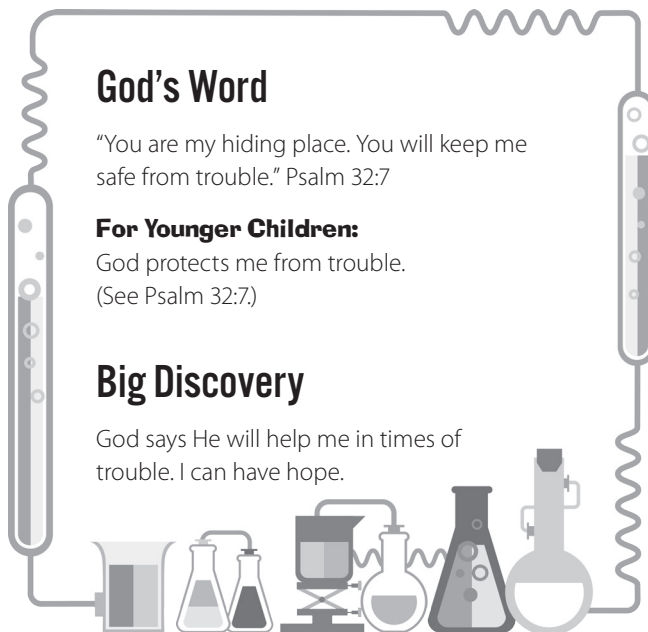 God’s Word
“You are my hiding place. You will keep me
safe from trouble.” Psalm 32:7
For Younger Children:
God protects me from trouble.
(See Psalm 32:7.)
Big Discovery
God says He will help me in times of
trouble. I can have hope.